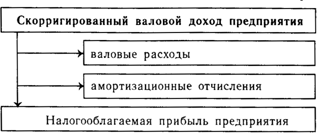 Скорригированный валовой доход предприятия
валовые расходы
амортизационные отчисления
Налогооблагаемая прибыль предприятия